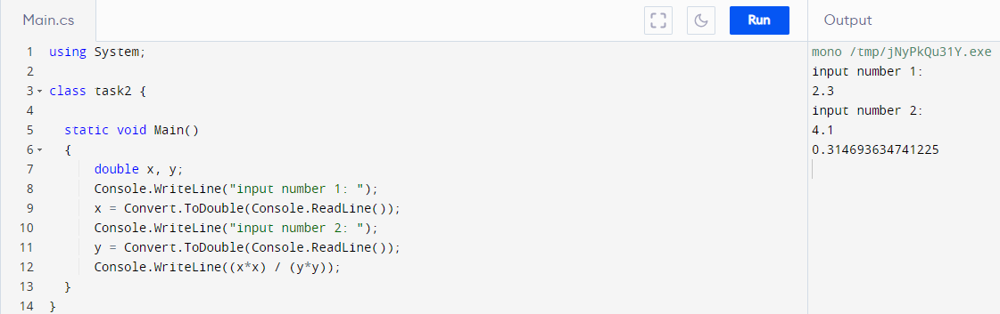 Main.cs
Run
1 using System;
2
3 class task2 {
4
5 static void Main()
6 {
7 double x, y;
8 Console.WriteLine("input number 1: ");
9 x = Convert.ToDouble(Console.ReadLine());
10 Console.WriteLine("input number 2: ");
11 y = Convert.ToDouble(Console.ReadLine());
12 Console.WriteLine((x*x) / (y*y));
13 }
14 }
Output
mono /tmp/jNyPkQu31Y.exe
input number 1:
2.3
input number 2:
4.1
0.314693634741225